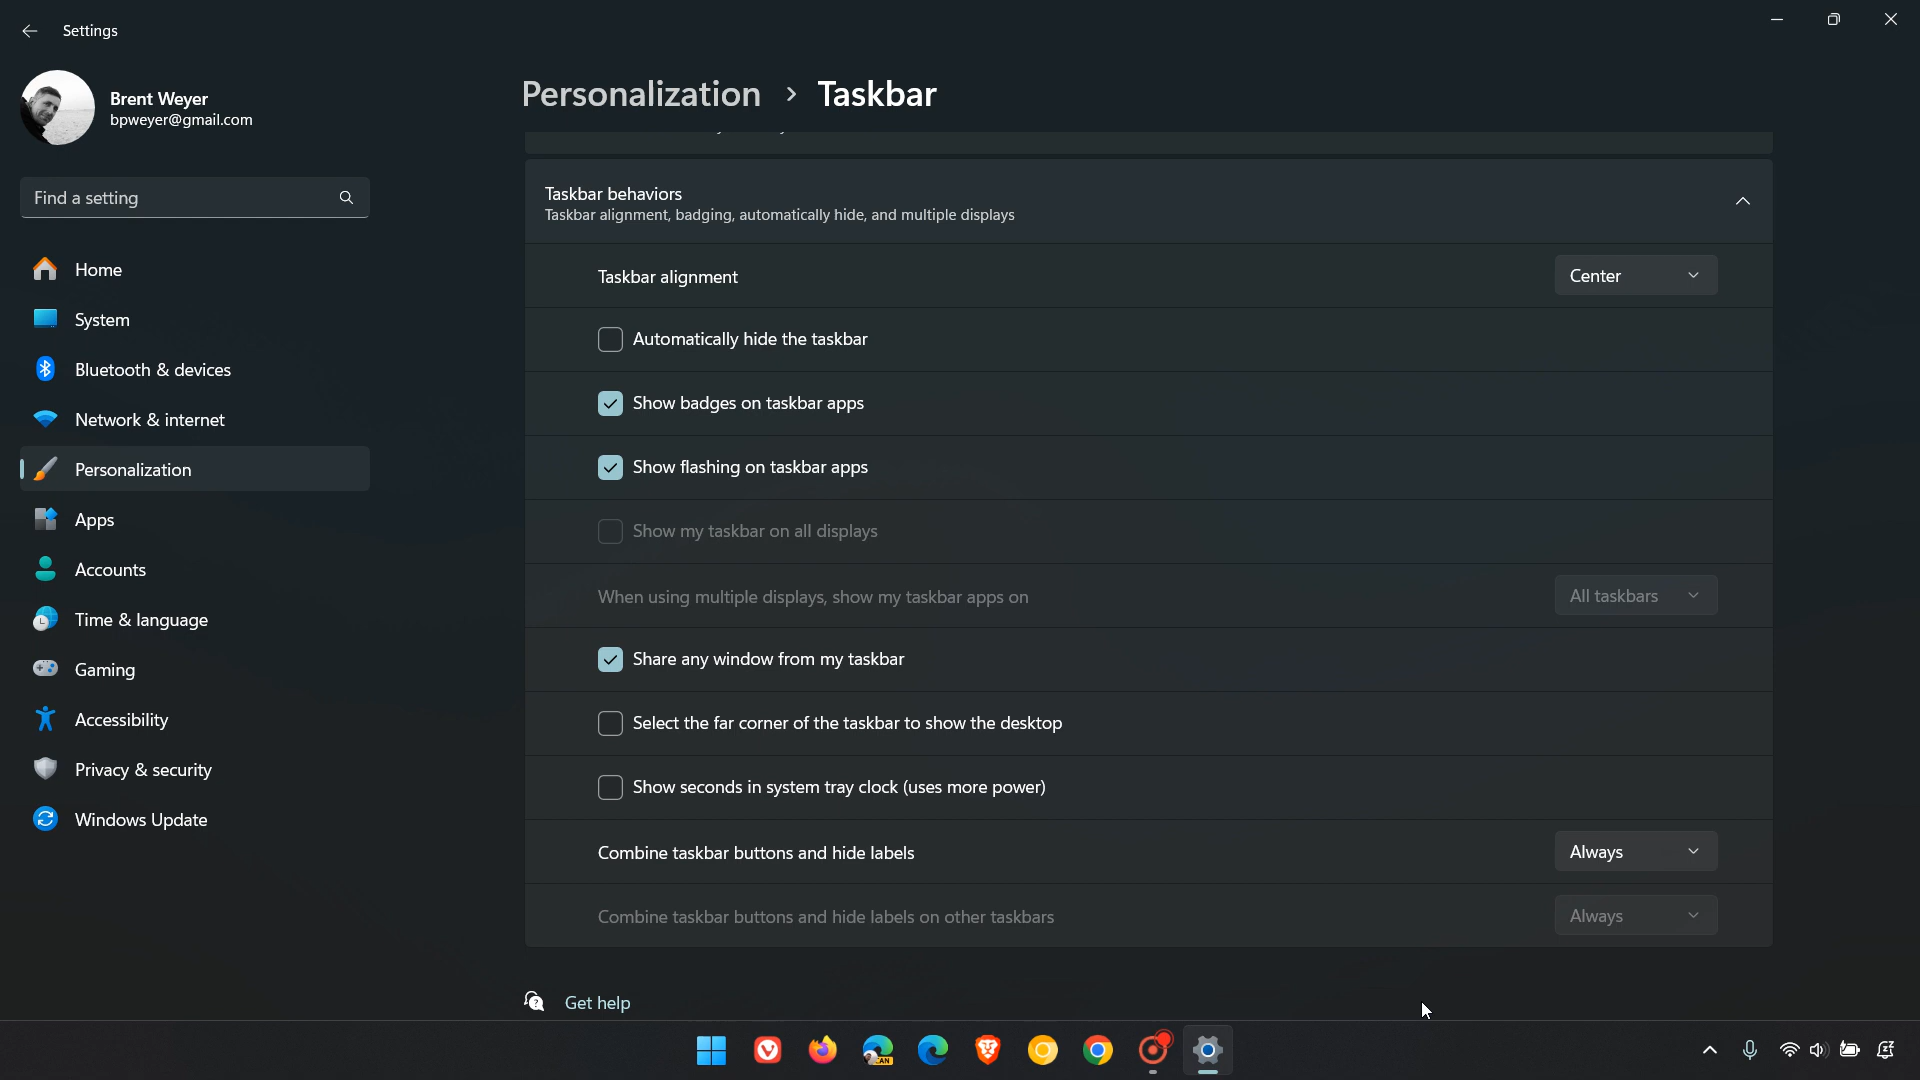 Settings
Brent Weyer
bpweyer@gmail.com
Find a setting
Home
System
Bluetooth & devices
Network & internet
Personalization
Apps
Accounts
Time & language
Gaming
Accessibility
Privacy & security
Windows Update
Personalization > Taskbar
Taskbar behaviors
Taskbar alignment, badging, automatically hide, and multiple displays
Taskbar alignment Center
Automatically hide the taskbar
Show badges on taskbar apps
Show flashing on taskbar apps
Show my taskbar on all displays
When using multiple displays, show my taskbar apps on All taskbars
Share any window from my taskbar
Select the far corner of the taskbar to show the desktop
Show seconds in system tray clock (uses more power)
Combine taskbar buttons and hide labels Always
Combine taskbar buttons and hide labels on other taskbars Always
Get help
CAN